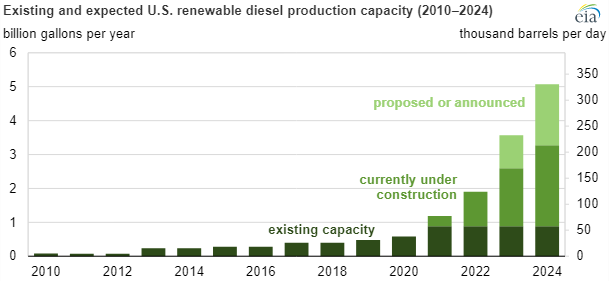 Existing and expected U.S. renewable diesel production capacity (2010–2024)
eia
billion gallons per year
thousand barrels per day
6
5
4
3
2
1
0
350
300
250
200
150
100
50
0
proposed or announced
currently under
construction
existing capacity
2010 2012 2014 2016 2018 2020 2022 2024